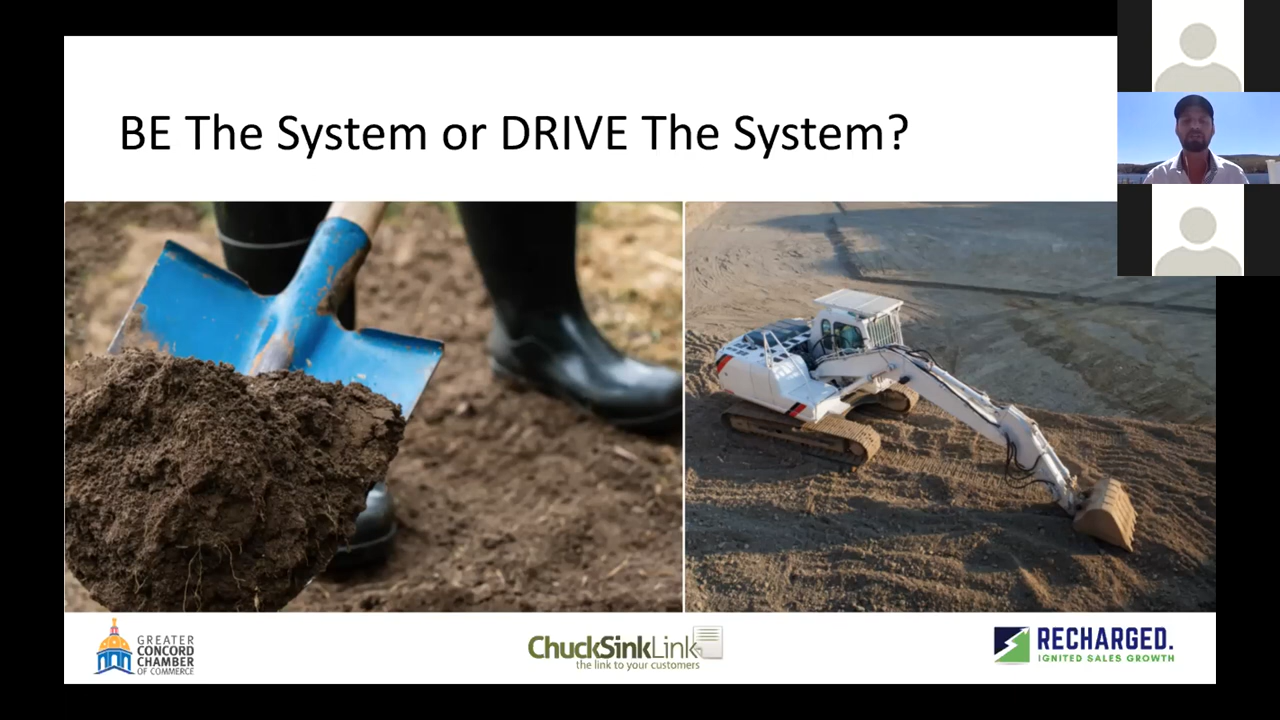 BE The System or DRIVE The System?
GREATER
CONCORD
CHAMBER
OF COMMERCE
ChuckSinkLink
the link to your customers
RECHARGED.
IGNITED SALES GROWTH